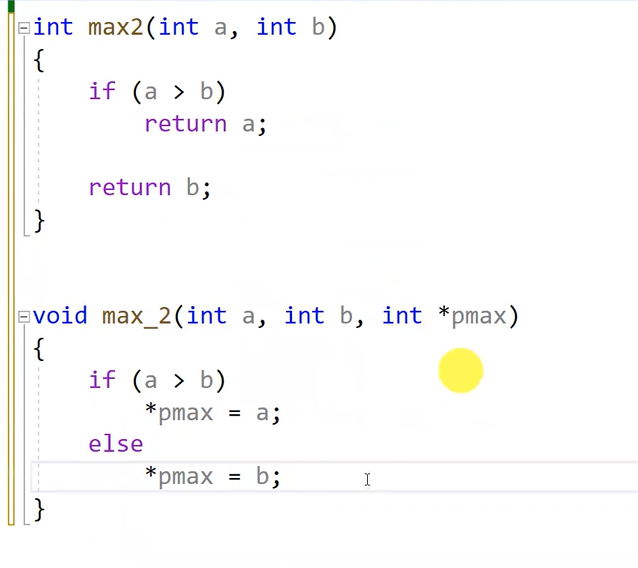 int max2(int a, int b)
{
    if (a > b)
        return a;

    return b;
}

void max_2(int a, int b, int *pmax)
{
    if (a > b)
        *pmax = a;
    else
        *pmax = b;
}